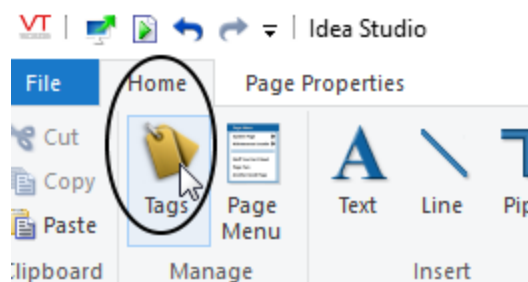 VT Idea Studio
File Home Page Properties
Cut
Copy
Paste
Tags
Page
Menu
Text Line
Clipboard Manage Insert